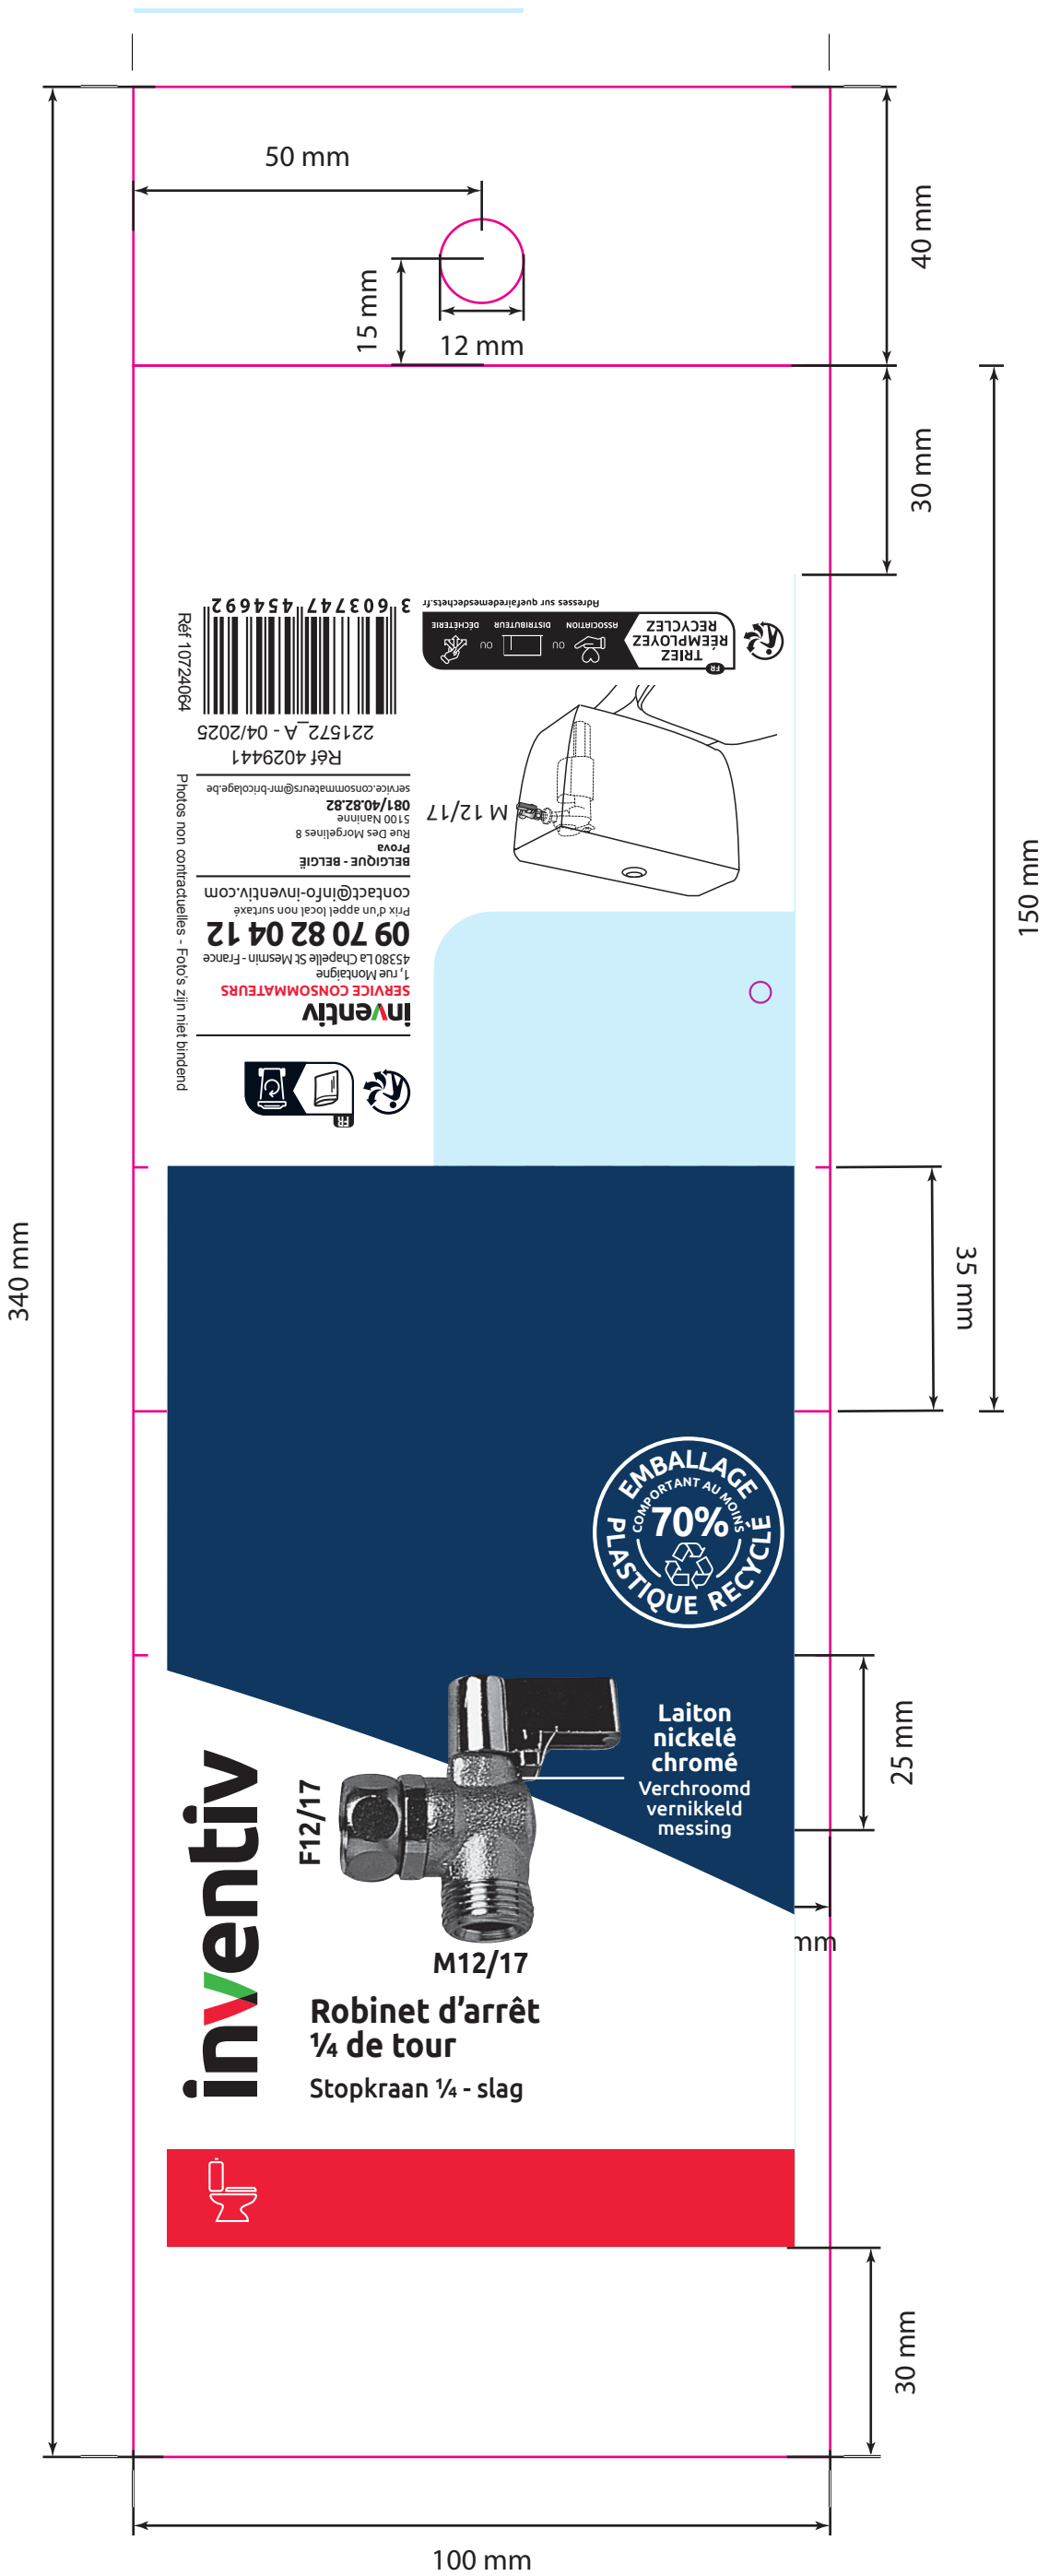 50 mm
40 mm
15 mm
12 mm
30 mm
150 mm
340 mm
35 mm
25 mm
mm
30 mm
100 mm
FR
TRIEZ
RÉEMPLOYEZ
RECYCLEZ
ASSOCIATION OU DISTRIBUTEUR OU DÉCHÈTERIE
Adresses sur quefairedemesdechets.fr
M 12/17
FR
inventiv
SERVICE CONSOMMATEURS
1, rue Montaigne
45380 La Chapelle St Mesmin - France
09 70 82 04 12
Prix d'un appel local non surtaxé
contact@info-inventiv.com
BELGIQUE - BELGIË
Prova
Rue Des Morgelines 8
5100 Naninne
081/40.82.82
service.consommateurs@mr-bricolage.be
Réf 4029441
221572_A - 04/2025
3 603747 454692
Réf 10724064
Photos non contractuelles - Foto's zijn niet bindend
EMBALLAGE
COMPORTANT AU MOINS
70%
PLASTIQUE RECYCLÉ
Laiton
nickelé
chromé
Verchroomd
vernikkeld
messing
inventiv
F12/17
M12/17
Robinet d’arrêt
¼ de tour
Stopkraan ¼ - slag